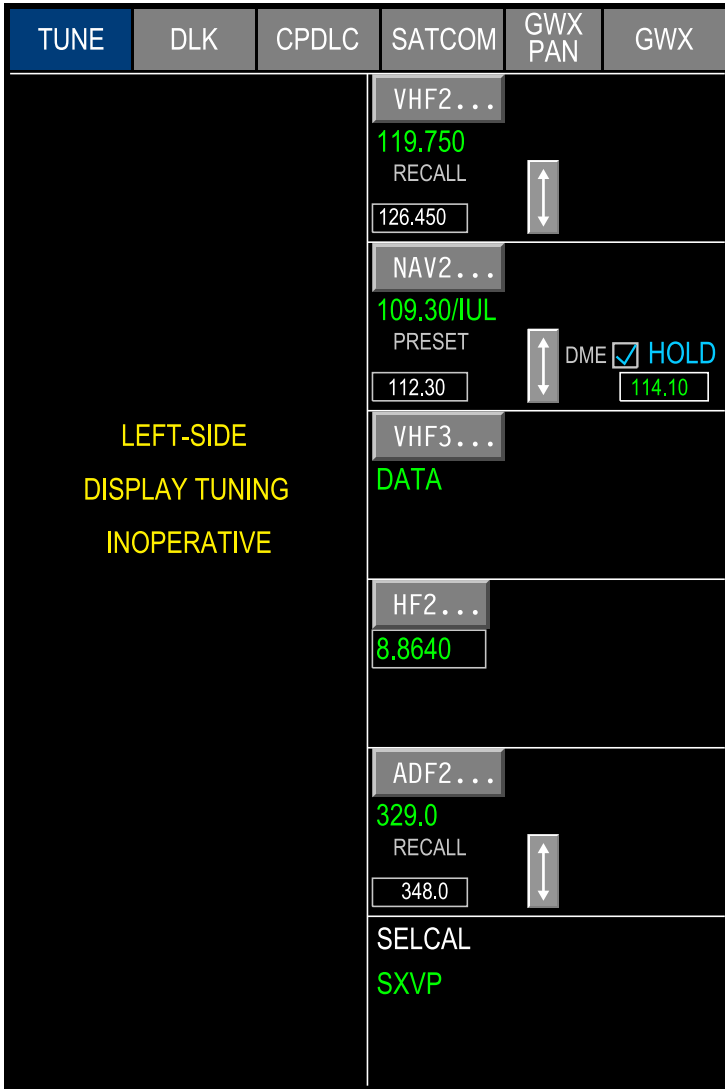 TUNE
DLK
CPDLC
SATCOM
GWX
PAN
GWX
LEFT-SIDE
DISPLAY TUNING
INOPERATIVE
VHF2...
119.750
RECALL
126.450
NAV2...
109.30/IUL
PRESET
DME HOLD
112.30
114.10
VHF3...
DATA
HF2...
8.8640
ADF2...
329.0
RECALL
348.0
SELCAL
SXVP